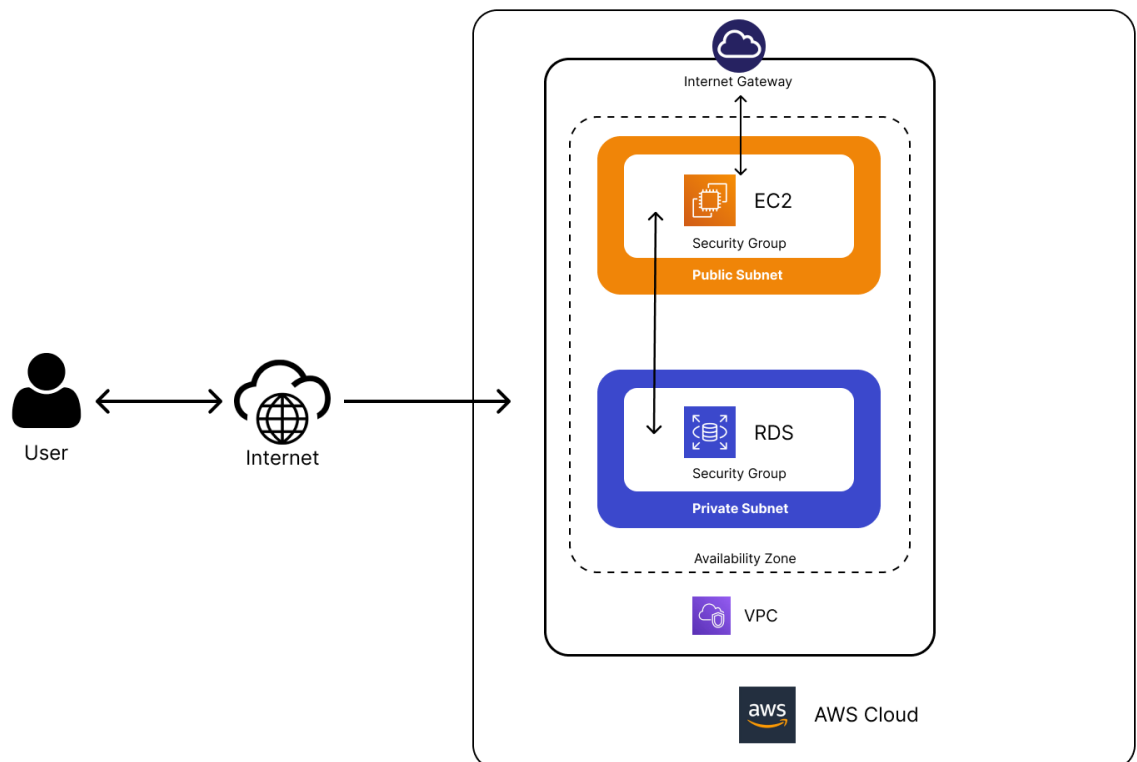 Internet Gateway
EC2
Security Group
Public Subnet
User
Internet
RDS
Security Group
Private Subnet
Availability Zone
VPC
aws
AWS Cloud